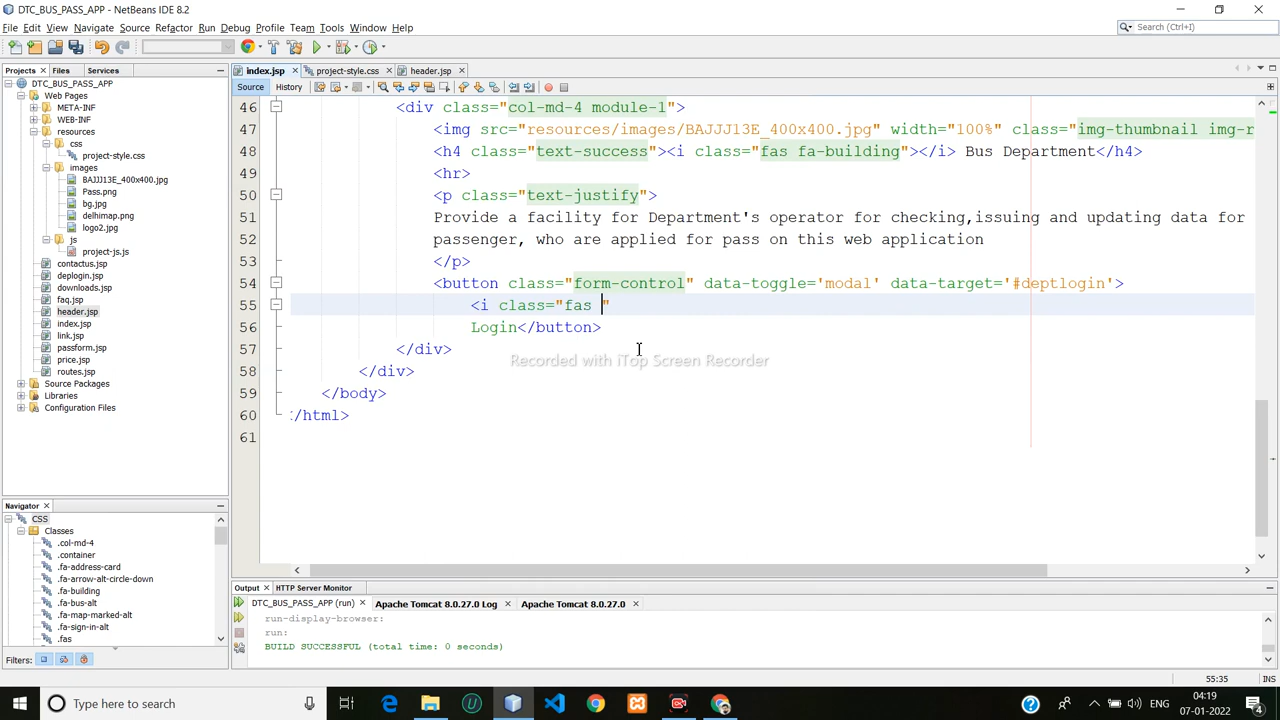 DTC_BUS_PASS_APP - NetBeans IDE 8.2
File Edit View Navigate Source Refactor Run Debug Profile Team Tools Window Help
Search (Ctrl+I)
Projects Files Services
index.jsp project-style.css header.jsp
Source History
DTC_BUS_PASS_APP
Web Pages
META-INF
WEB-INF
resources
css
project-style.css
images
BAJJJ13E_400x400.jpg
Pass.png
bg.jpg
delhimap.png
logo2.jpg
js
project-js.js
contactus.jsp
deplogin.jsp
downloads.jsp
faq.jsp
header.jsp
index.jsp
link.jsp
passform.jsp
price.jsp
routes.jsp
Source Packages
Libraries
Configuration Files
46 <div class="col-md-4 module-1">
47 <img src="resources/images/BAJJJ13E_400x400.jpg" width="100%" class="img-thumbnail img-r
48 <h4 class="text-success"><i class="fas fa-building"></i> Bus Department</h4>
49 <hr>
50 <p class="text-justify">
51 Provide a facility for Department's operator for checking,issuing and updating data for
52 passenger, who are applied for pass on this web application
53 </p>
54 <button class="form-control" data-toggle='modal' data-target='#deptlogin'>
55 <i class="fas "
56 Login</button>
57 </div>
58 </div>
59 </body>
60 /html>
61
Recorded with iTop Screen Recorder
Navigator
CSS
Classes
.col-md-4
.container
.fa-address-card
.fa-arrow-alt-circle-down
.fa-building
.fa-bus-alt
.fa-map-marked-alt
.fa-sign-in-alt
.fas
Filters:
Output HTTP Server Monitor
DTC_BUS_PASS_APP (run) Apache Tomcat 8.0.27.0 Log Apache Tomcat 8.0.27.0
run-display-browser:
run:
BUILD SUCCESSFUL (total time: 0 seconds)
55:35 INS
Type here to search
04:19
ENG
07-01-2022